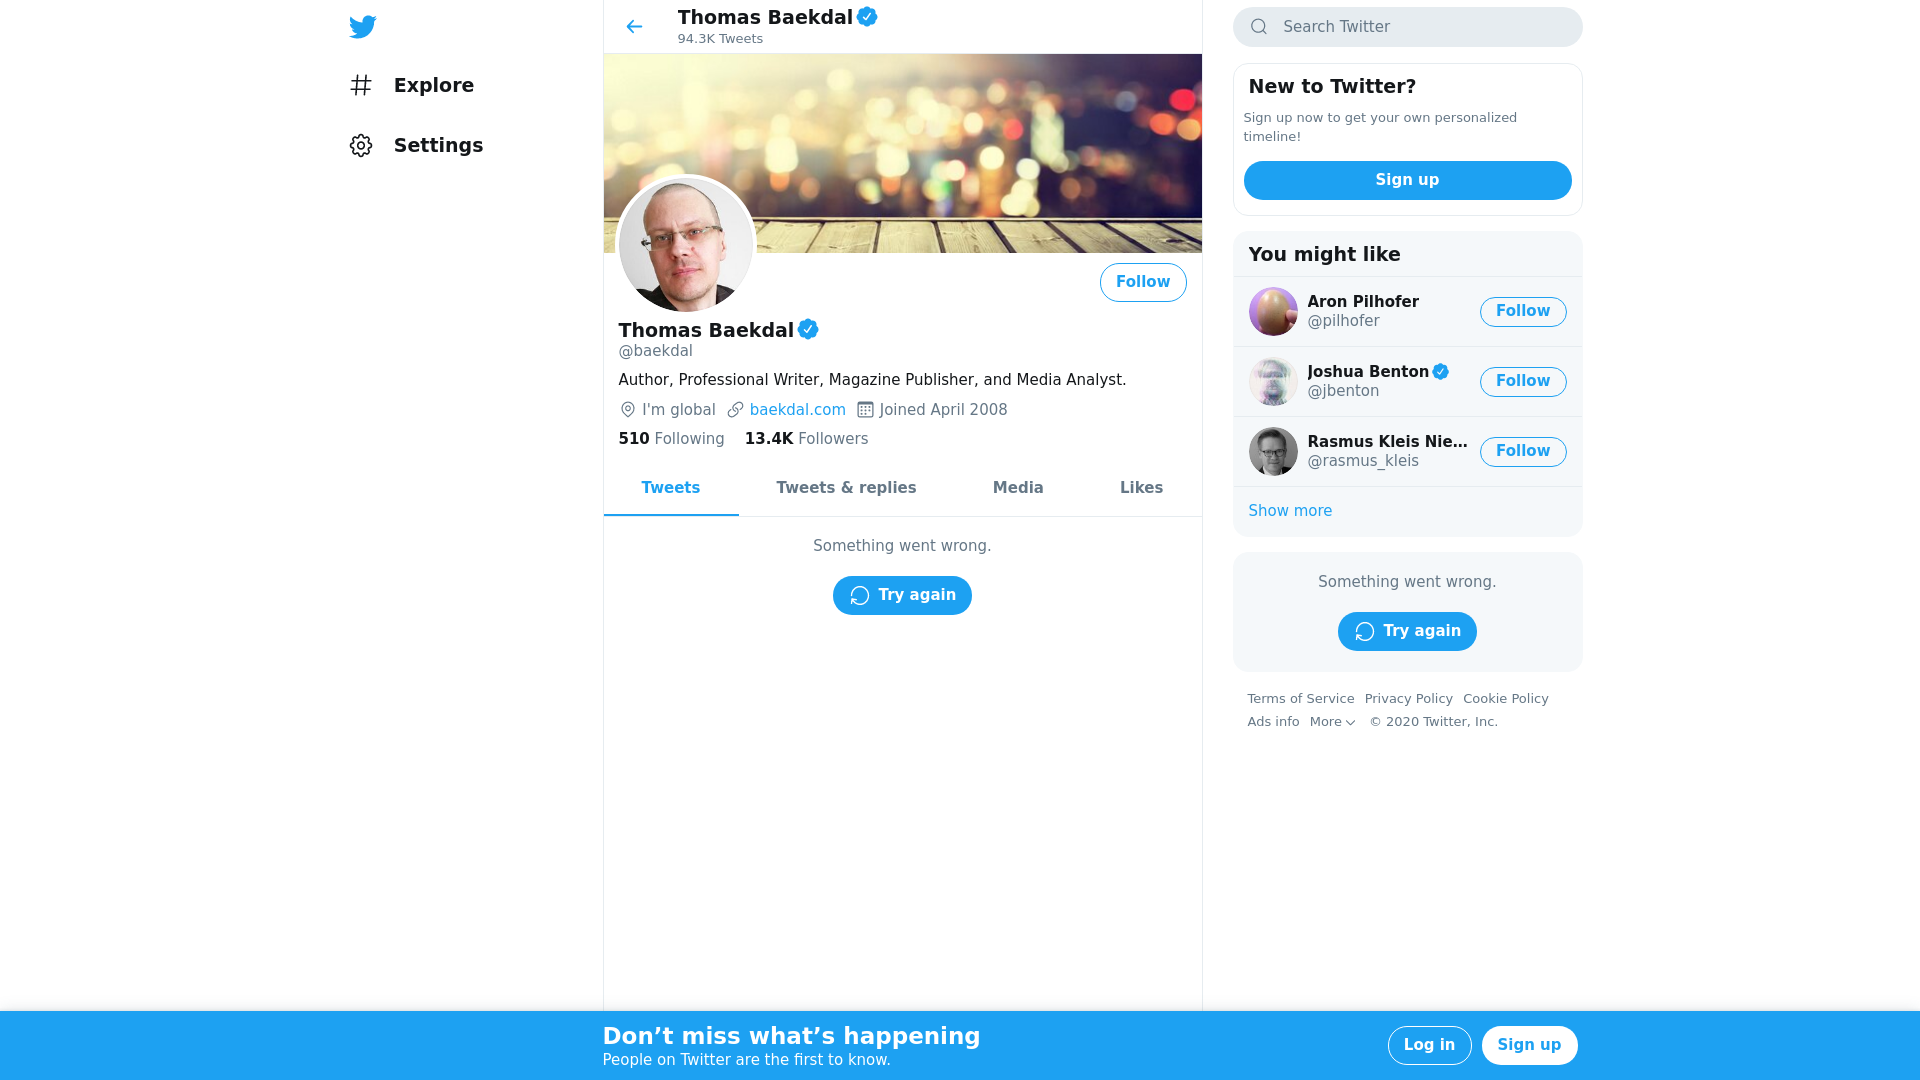 Explore
Settings
Thomas Baekdal
94.3K Tweets
Follow
Thomas Baekdal
@baekdal
Author, Professional Writer, Magazine Publisher, and Media Analyst.
I'm global baekdal.com Joined April 2008
510 Following 13.4K Followers
Tweets Tweets & replies Media Likes
Something went wrong.
Try again
Search Twitter
New to Twitter?
Sign up now to get your own personalized
timeline!
Sign up
You might like
Aron Pilhofer
@pilhofer
Follow
Joshua Benton
@jbenton
Follow
Rasmus Kleis Nie…
@rasmus_kleis
Follow
Show more
Something went wrong.
Try again
Terms of Service Privacy Policy Cookie Policy
Ads info More © 2020 Twitter, Inc.
Don’t miss what’s happening
People on Twitter are the first to know.
Log in Sign up